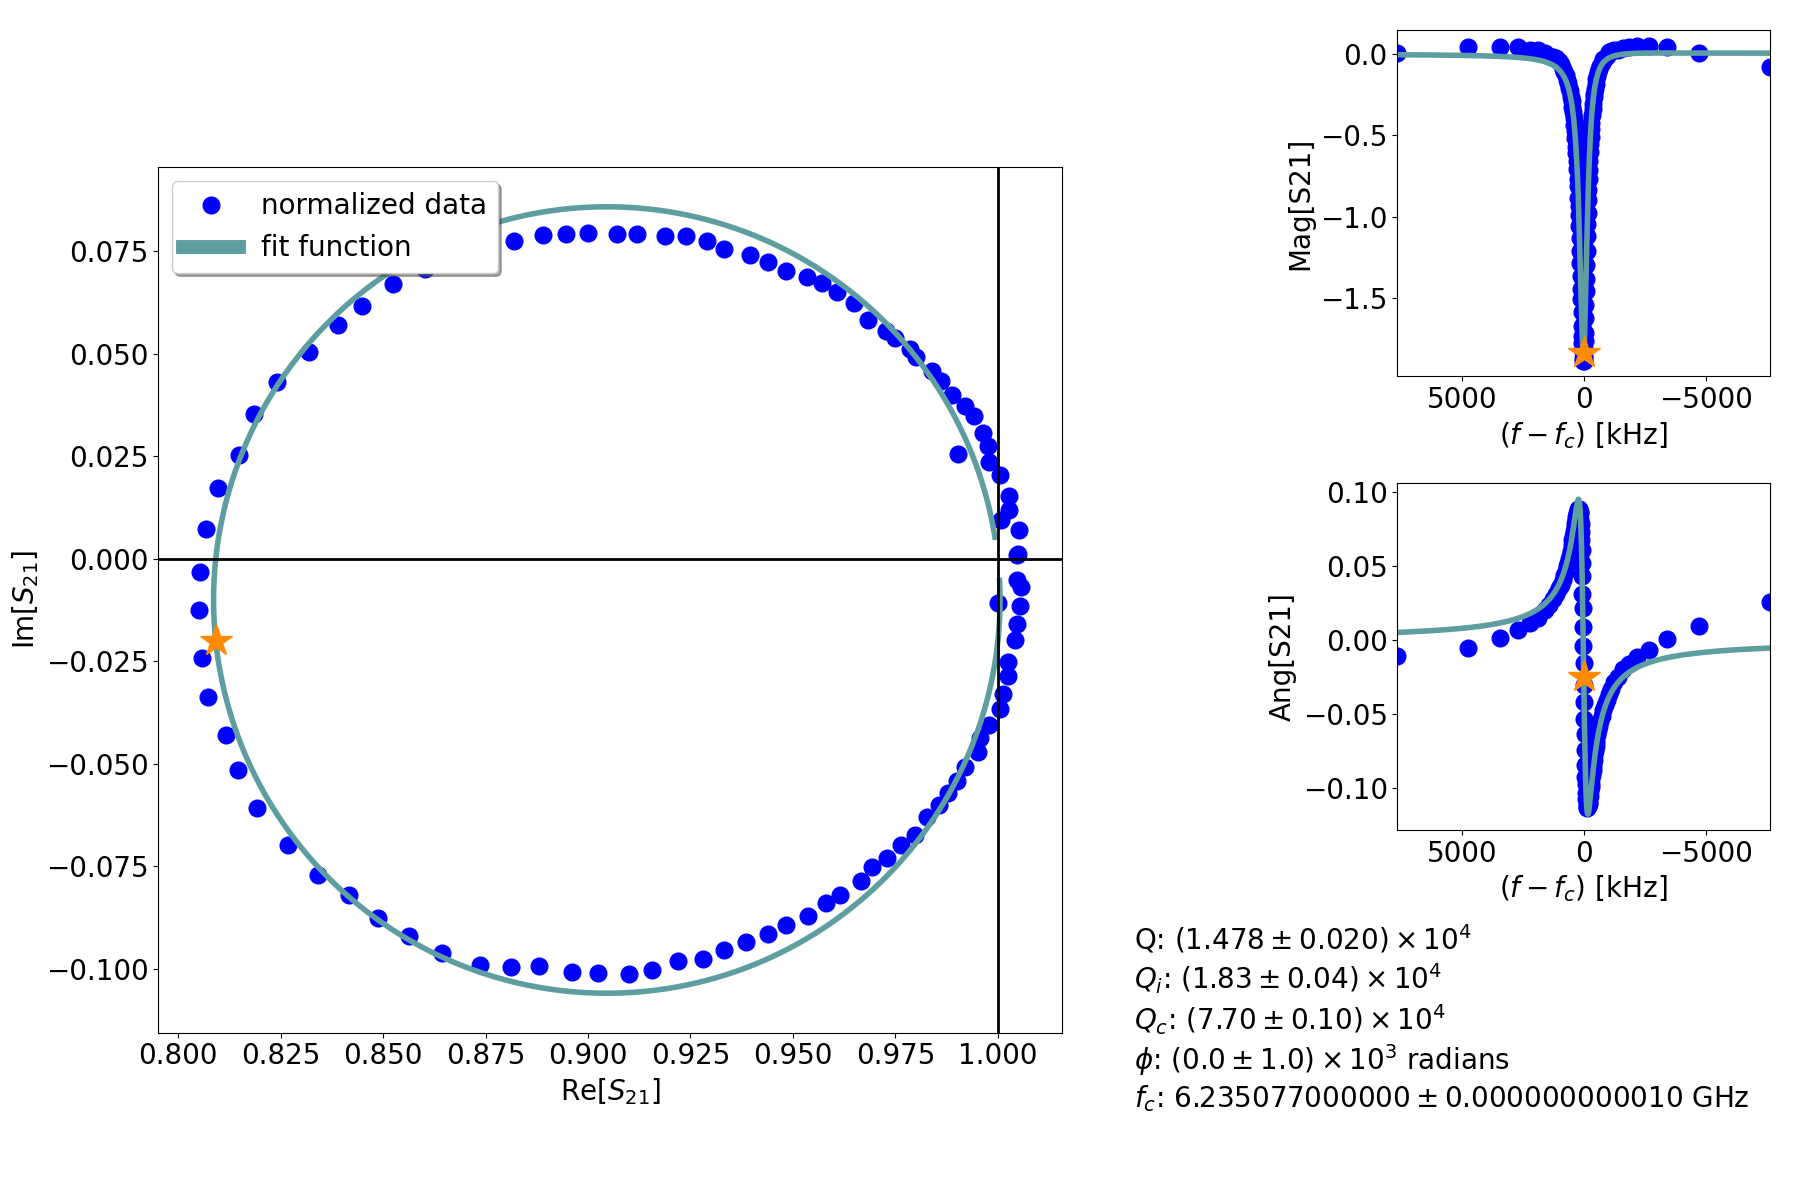 normalized data
fit function
0.075
0.050
0.025
0.000
−0.025
−0.050
−0.075
−0.100
Im[S₂₁]
0.800 0.825 0.850 0.875 0.900 0.925 0.950 0.975 1.000
Re[S₂₁]
0.0
−0.5
−1.0
−1.5
Mag[S21]
5000 0 −5000
(f − f_c) [kHz]
0.10
0.05
0.00
−0.05
−0.10
Ang[S21]
5000 0 −5000
(f − f_c) [kHz]
Q: (1.478 ± 0.020) × 10⁴
Q_i: (1.83 ± 0.04) × 10⁴
Q_c: (7.70 ± 0.10) × 10⁴
ϕ: (0.0 ± 1.0) × 10³ radians
f_c: 6.235077000000 ± 0.000000000010 GHz